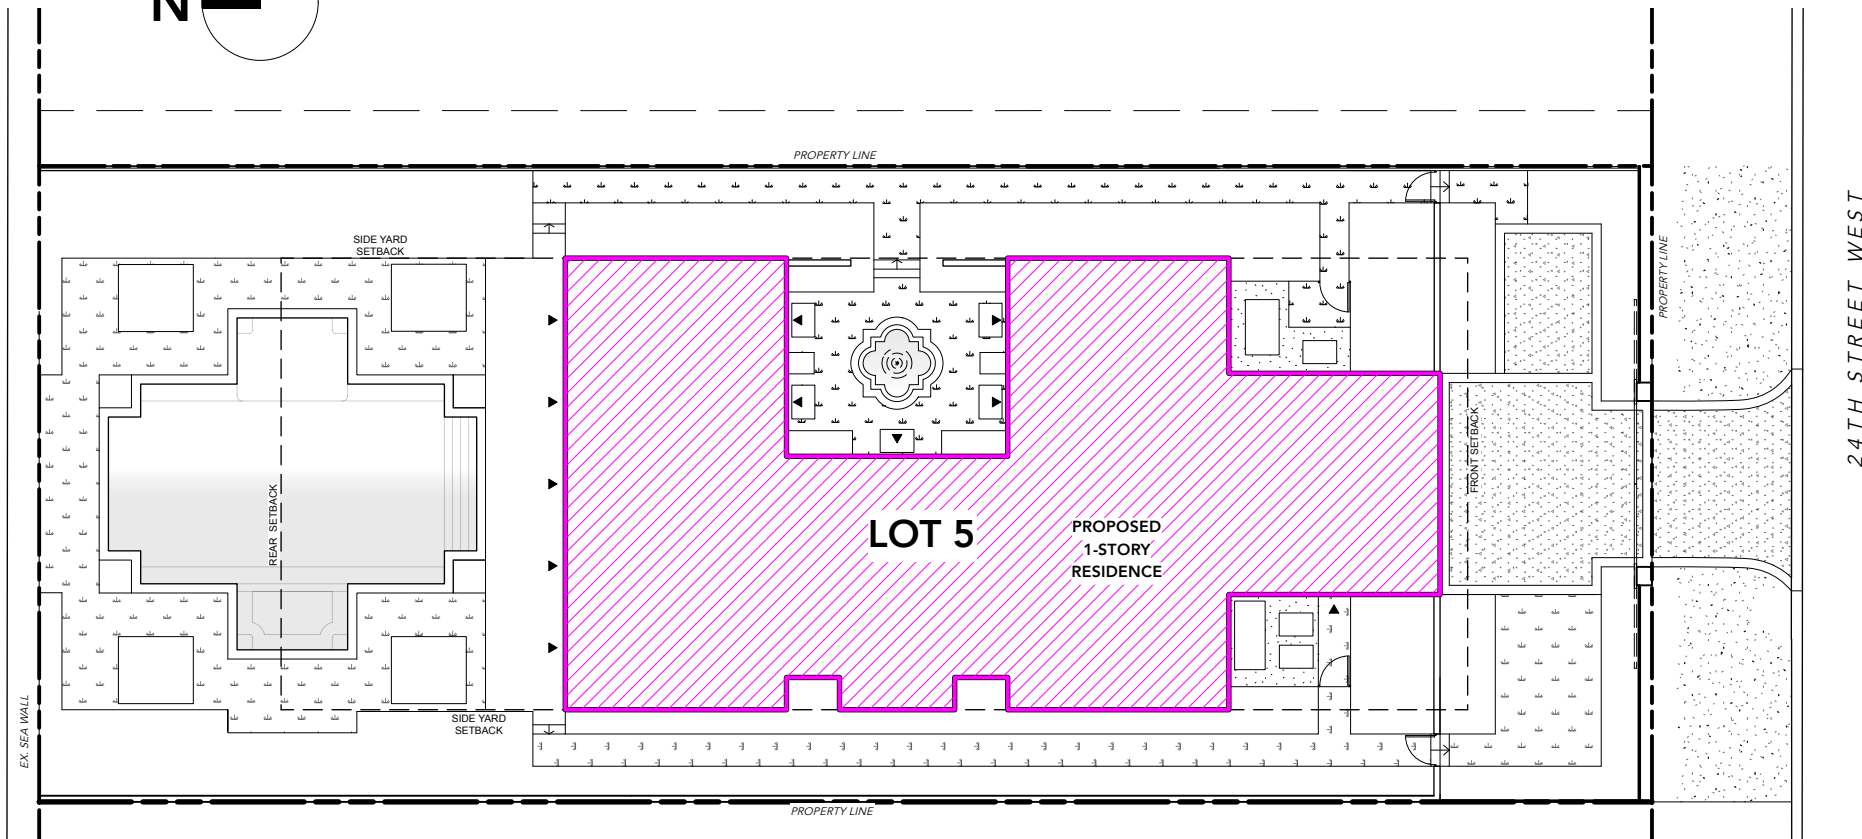 N
PROPERTY LINE
SIDE YARD
SETBACK
PROPERTY LINE
24TH STREET WEST
FRONT SETBACK
REAR SETBACK
LOT 5
PROPOSED
1-STORY
RESIDENCE
EX. SEA WALL
SIDE YARD
SETBACK
PROPERTY LINE